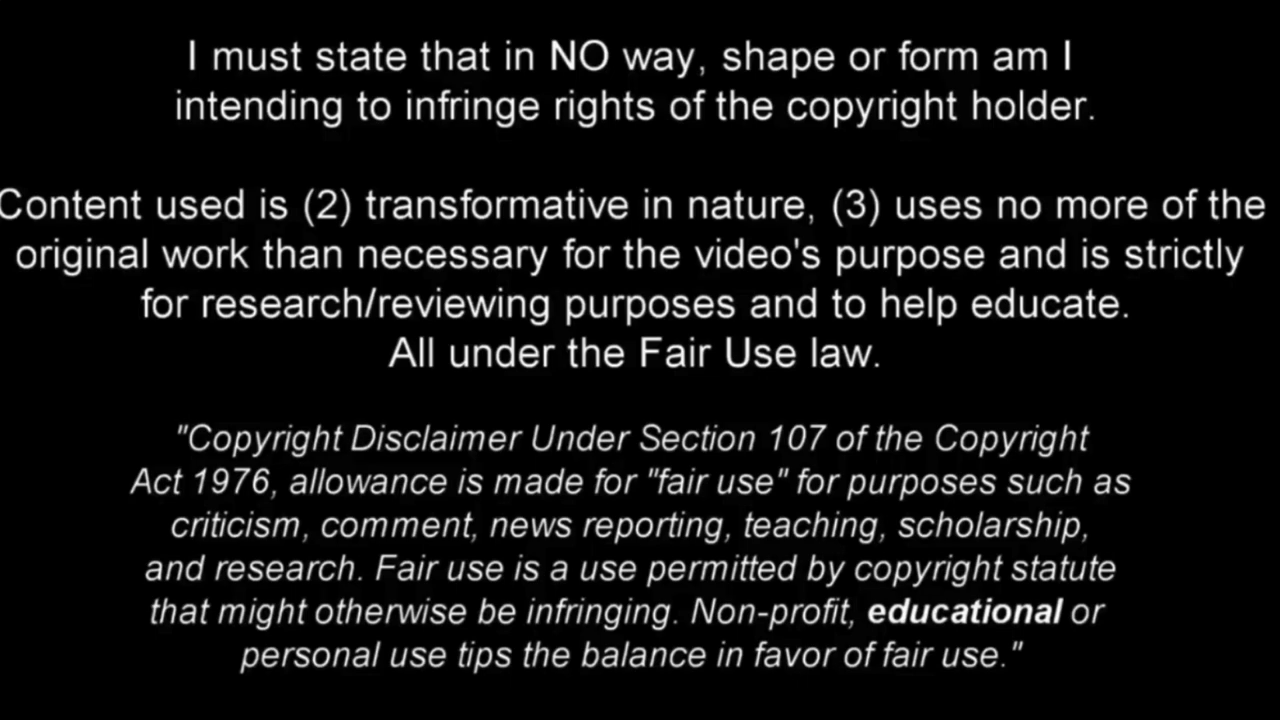 I must state that in NO way, shape or form am I
intending to infringe rights of the copyright holder.
Content used is (2) transformative in nature, (3) uses no more of the
original work than necessary for the video's purpose and is strictly
for research/reviewing purposes and to help educate.
All under the Fair Use law.
"Copyright Disclaimer Under Section 107 of the Copyright
Act 1976, allowance is made for "fair use" for purposes such as
criticism, comment, news reporting, teaching, scholarship,
and research. Fair use is a use permitted by copyright statute
that might otherwise be infringing. Non-profit, educational or
personal use tips the balance in favor of fair use."